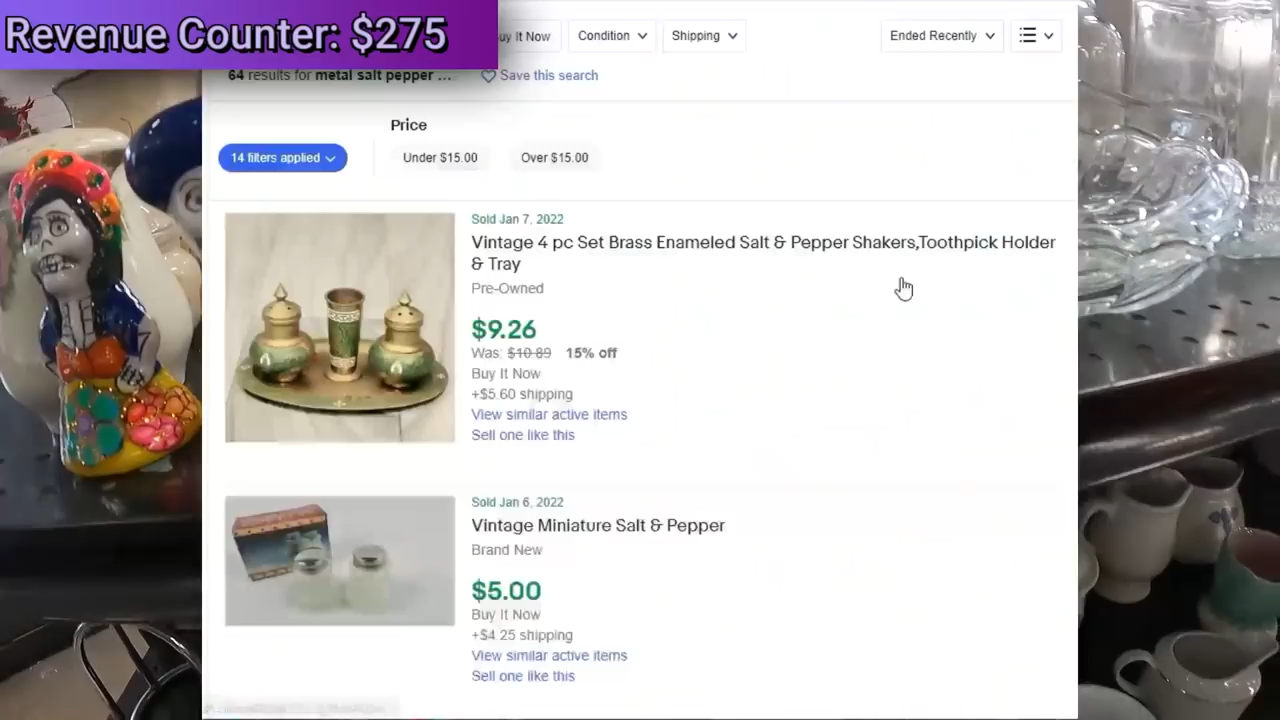 Revenue Counter: $275
uy It Now
Condition
Shipping
Ended Recently
64 results for metal salt pepper ...
Save this search
Price
14 filters applied
Under $15.00
Over $15.00
Sold Jan 7, 2022
Vintage 4 pc Set Brass Enameled Salt & Pepper Shakers,Toothpick Holder
& Tray
Pre-Owned
$9.26
Was: $10.89 15% off
Buy It Now
+$5.60 shipping
View similar active items
Sell one like this
Sold Jan 6, 2022
Vintage Miniature Salt & Pepper
Brand New
$5.00
Buy It Now
+$4.25 shipping
View similar active items
Sell one like this